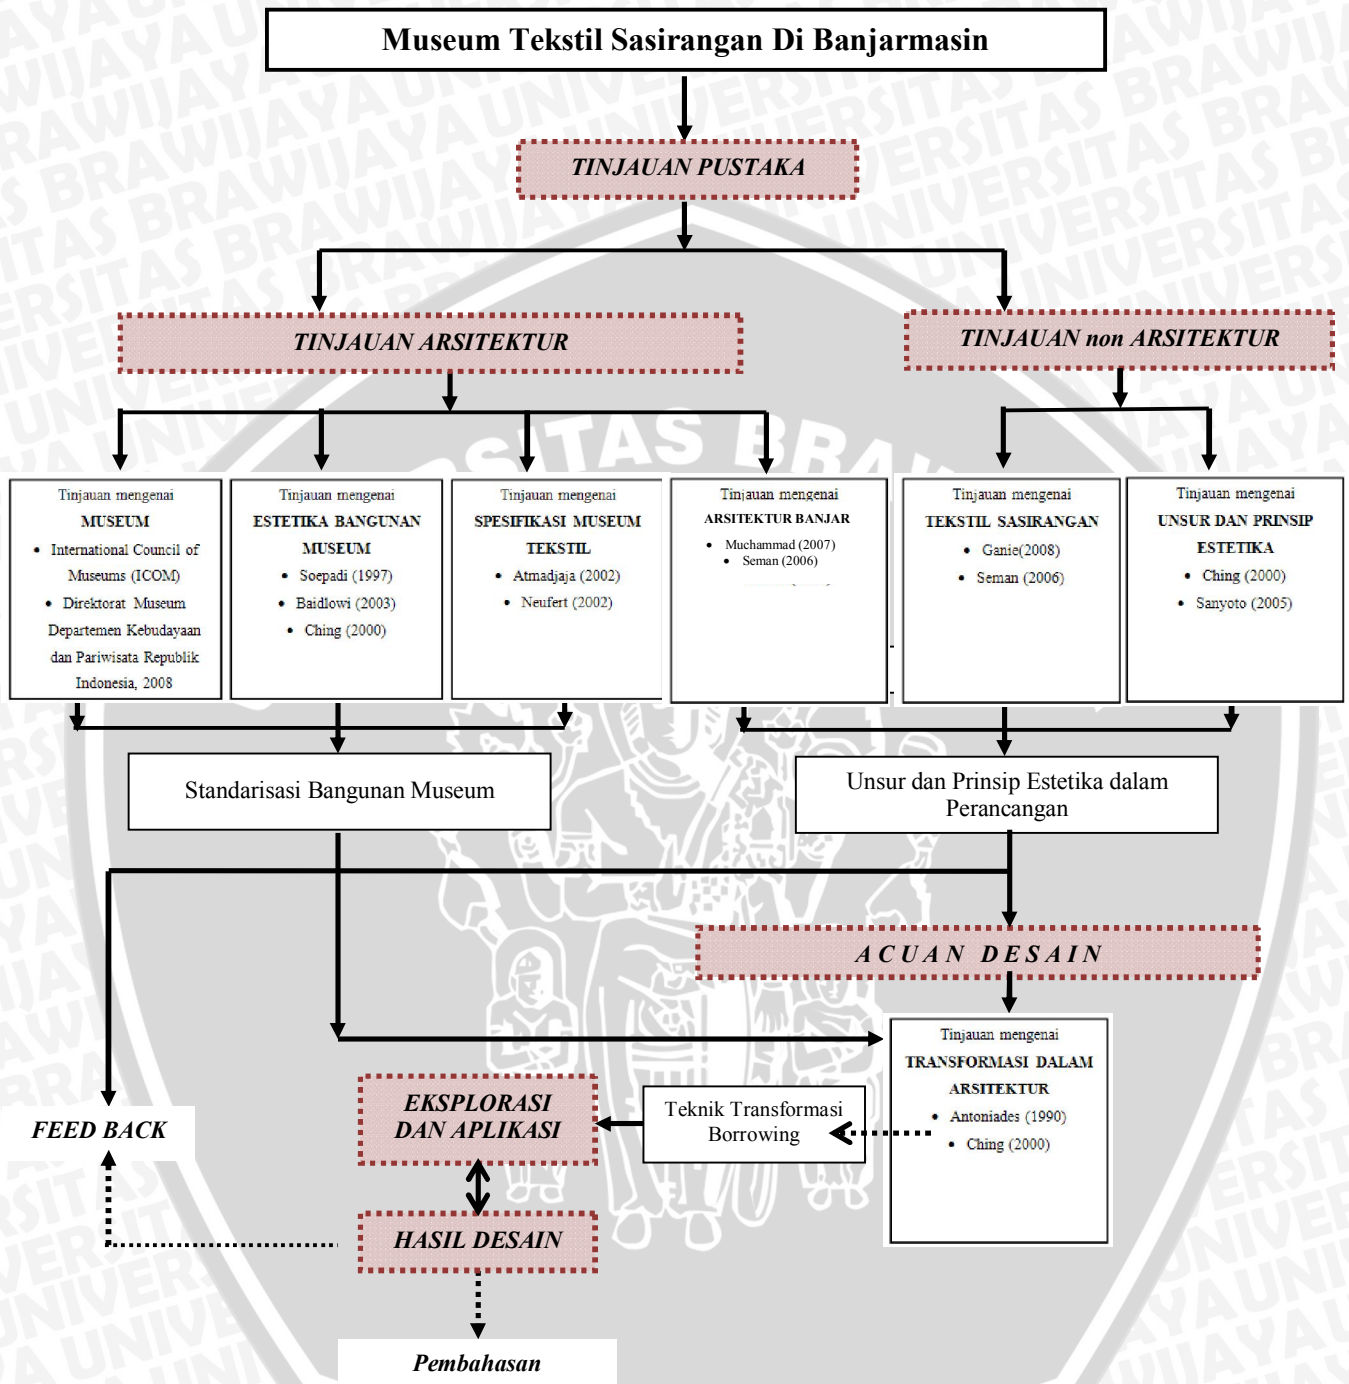 Museum Tekstil Sasirangan Di Banjarmasin
TINJAUAN PUSTAKA
TINJAUAN ARSITEKTUR
TINJAUAN non ARSITEKTUR
Tinjauan mengenai
MUSEUM
• International Council of
Museums (ICOM)
• Direktorat Museum
Departemen Kebudayaan
dan Pariwisata Republik
Indonesia, 2008
Tinjauan mengenai
ESTETIKA BANGUNAN
MUSEUM
• Soepadi (1997)
• Baidlowi (2003)
• Ching (2000)
Tinjauan mengenai
SPESIFIKASI MUSEUM
TEKSTIL
• Atmadjaja (2002)
• Neufert (2002)
Tinjauan mengenai
ARSITEKTUR BANJAR
• Muchammad (2007)
• Seman (2006)
Tinjauan mengenai
TEKSTIL SASIRANGAN
• Ganie(2008)
• Seman (2006)
Tinjauan mengenai
UNSUR DAN PRINSIP
ESTETIKA
• Ching (2000)
• Sanyoto (2005)
Standarisasi Bangunan Museum
Unsur dan Prinsip Estetika dalam
Perancangan
ACUAN DESAIN
Tinjauan mengenai
TRANSFORMASI DALAM
ARSITEKTUR
• Antoniades (1990)
• Ching (2000)
Teknik Transformasi
Borrowing
EKSPLORASI
DAN APLIKASI
FEED BACK
HASIL DESAIN
Pembahasan